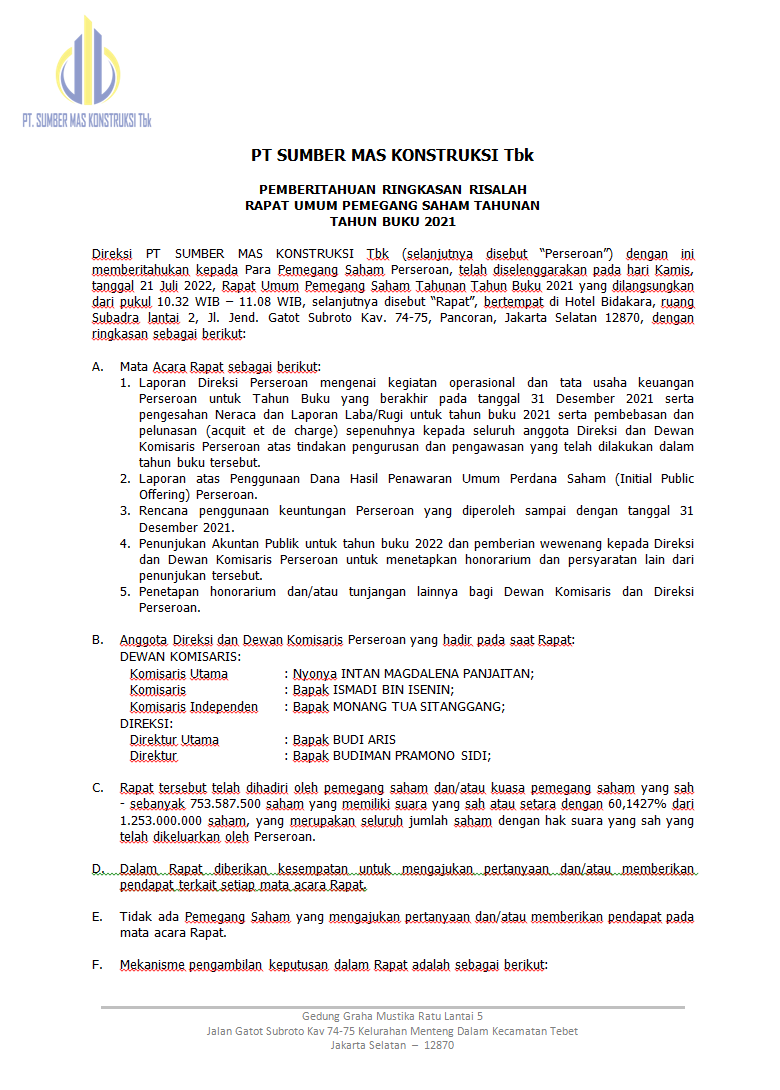 PT. SUMBER MAS KONSTRUKSI Tbk
PT SUMBER MAS KONSTRUKSI Tbk
PEMBERITAHUAN RINGKASAN RISALAH
RAPAT UMUM PEMEGANG SAHAM TAHUNAN
TAHUN BUKU 2021
Direksi PT SUMBER MAS KONSTRUKSI Tbk (selanjutnya disebut “Perseroan”) dengan ini
memberitahukan kepada Para Pemegang Saham Perseroan, telah diselenggarakan pada hari Kamis,
tanggal 21 Juli 2022, Rapat Umum Pemegang Saham Tahunan Tahun Buku 2021 yang dilangsungkan
dari pukul 10.32 WIB – 11.08 WIB, selanjutnya disebut “Rapat”, bertempat di Hotel Bidakara, ruang
Subadra lantai 2, Jl. Jend. Gatot Subroto Kav. 74-75, Pancoran, Jakarta Selatan 12870, dengan
ringkasan sebagai berikut:
A. Mata Acara Rapat sebagai berikut:
1. Laporan Direksi Perseroan mengenai kegiatan operasional dan tata usaha keuangan
Perseroan untuk Tahun Buku yang berakhir pada tanggal 31 Desember 2021 serta
pengesahan Neraca dan Laporan Laba/Rugi untuk tahun buku 2021 serta pembebasan dan
pelunasan (acquit et de charge) sepenuhnya kepada seluruh anggota Direksi dan Dewan
Komisaris Perseroan atas tindakan pengurusan dan pengawasan yang telah dilakukan dalam
tahun buku tersebut.
2. Laporan atas Penggunaan Dana Hasil Penawaran Umum Perdana Saham (Initial Public
Offering) Perseroan.
3. Rencana penggunaan keuntungan Perseroan yang diperoleh sampai dengan tanggal 31
Desember 2021.
4. Penunjukan Akuntan Publik untuk tahun buku 2022 dan pemberian wewenang kepada Direksi
dan Dewan Komisaris Perseroan untuk menetapkan honorarium dan persyaratan lain dari
penunjukan tersebut.
5. Penetapan honorarium dan/atau tunjangan lainnya bagi Dewan Komisaris dan Direksi
Perseroan.
B. Anggota Direksi dan Dewan Komisaris Perseroan yang hadir pada saat Rapat:
DEWAN KOMISARIS:
Komisaris Utama : Nyonya INTAN MAGDALENA PANJAITAN;
Komisaris : Bapak ISMADI BIN ISENIN;
Komisaris Independen : Bapak MONANG TUA SITANGGANG;
DIREKSI:
Direktur Utama : Bapak BUDI ARIS
Direktur : Bapak BUDIMAN PRAMONO SIDI;
C. Rapat tersebut telah dihadiri oleh pemegang saham dan/atau kuasa pemegang saham yang sah
- sebanyak 753.587.500 saham yang memiliki suara yang sah atau setara dengan 60,1427% dari
1.253.000.000 saham, yang merupakan seluruh jumlah saham dengan hak suara yang sah yang
telah dikeluarkan oleh Perseroan.
D. Dalam Rapat diberikan kesempatan untuk mengajukan pertanyaan dan/atau memberikan
pendapat terkait setiap mata acara Rapat.
E. Tidak ada Pemegang Saham yang mengajukan pertanyaan dan/atau memberikan pendapat pada
mata acara Rapat.
F. Mekanisme pengambilan keputusan dalam Rapat adalah sebagai berikut:
Gedung Graha Mustika Ratu Lantai 5
Jalan Gatot Subroto Kav 74-75 Kelurahan Menteng Dalam Kecamatan Tebet
Jakarta Selatan – 12870